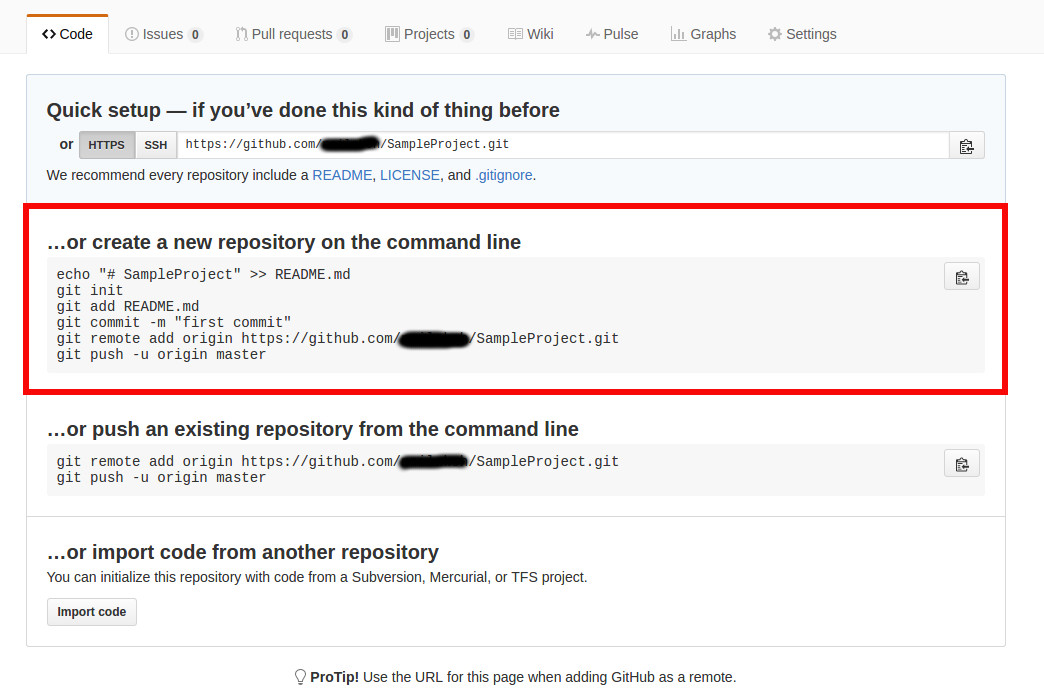 Code Issues 0 Pull requests 0 Projects 0 Wiki Pulse Graphs Settings
Quick setup — if you’ve done this kind of thing before
or HTTPS SSH https://github.com/ /SampleProject.git
We recommend every repository include a README, LICENSE, and .gitignore.
…or create a new repository on the command line
echo "# SampleProject" >> README.md
git init
git add README.md
git commit -m "first commit"
git remote add origin https://github.com/ /SampleProject.git
git push -u origin master
…or push an existing repository from the command line
git remote add origin https://github.com/ /SampleProject.git
git push -u origin master
…or import code from another repository
You can initialize this repository with code from a Subversion, Mercurial, or TFS project.
Import code
ProTip! Use the URL for this page when adding GitHub as a remote.